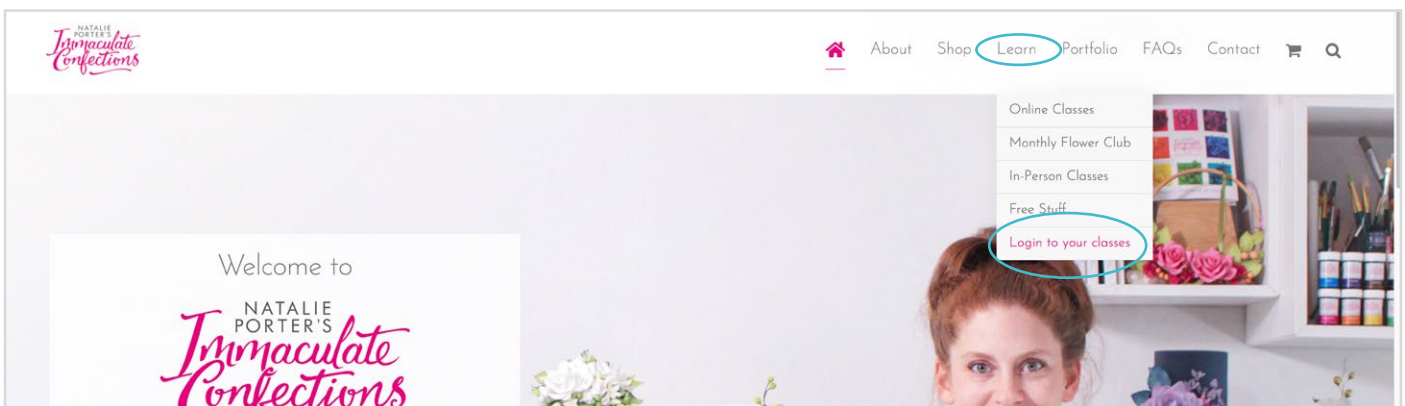 NATALIE
PORTER'S
Immaculate
Confections
About Shop Learn Portfolio FAQs Contact
Online Classes
Monthly Flower Club
In-Person Classes
Free Stuff
Login to your classes
Welcome to
NATALIE
PORTER'S
Immaculate
Confections